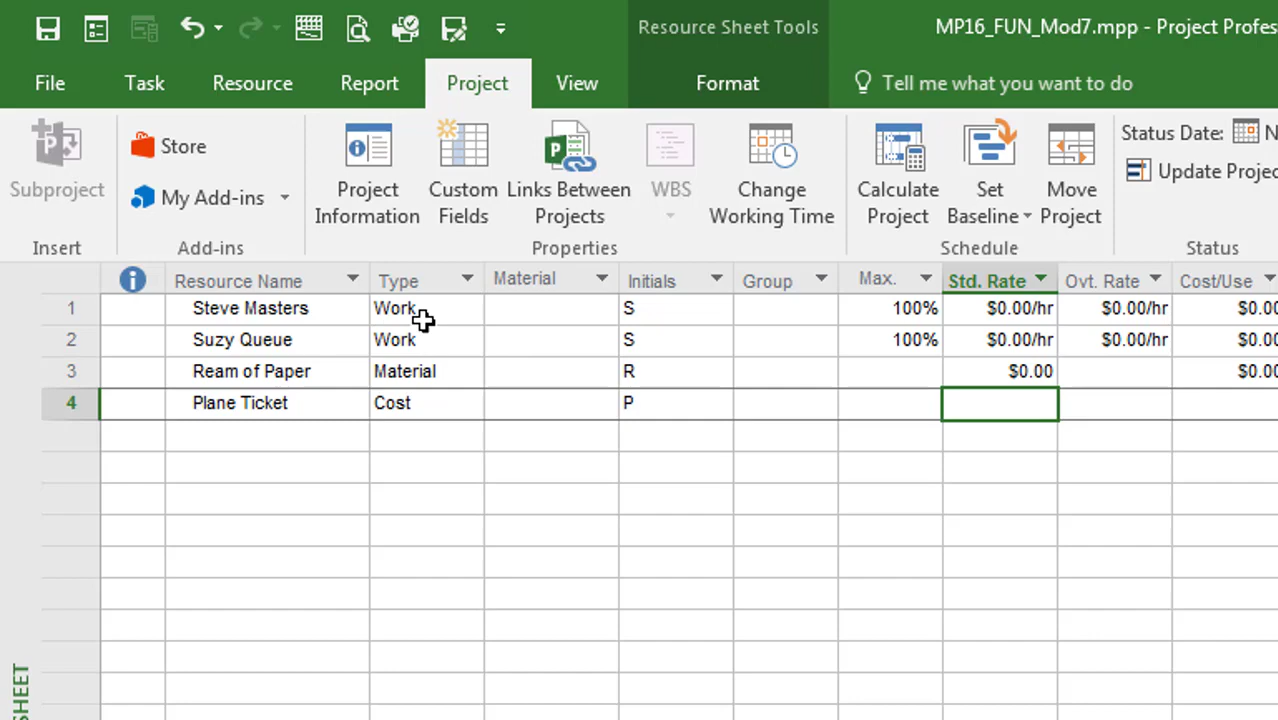 Resource Sheet Tools
MP16_FUN_Mod7.mpp - Project Profes
File Task Resource Report Project View Format Tell me what you want to do
Subproject
Insert
Store
My Add-ins
Add-ins
Project Information
Custom Fields
Links Between Projects
WBS
Change Working Time
Properties
Calculate Project
Set Baseline
Move Project
Schedule
Status Date: N
Update Projec
Status
Resource Name Type Material Initials Group Max. Std. Rate Ovt. Rate Cost/Use
1 Steve Masters Work S 100% $0.00/hr $0.00/hr $0.00
2 Suzy Queue Work S 100% $0.00/hr $0.00/hr $0.00
3 Ream of Paper Material R $0.00 $0.00
4 Plane Ticket Cost P
SHEET